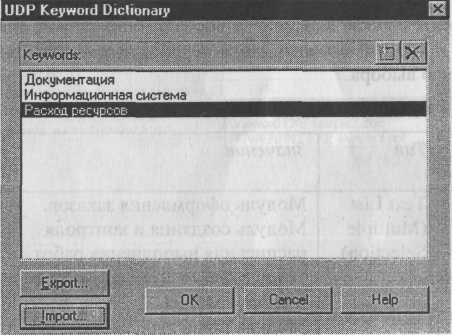 UDP Keyword Dictionary
Keywords:
Документация
Информационная система
Расход ресурсов
Export...
Import...
OK
Cancel
Help